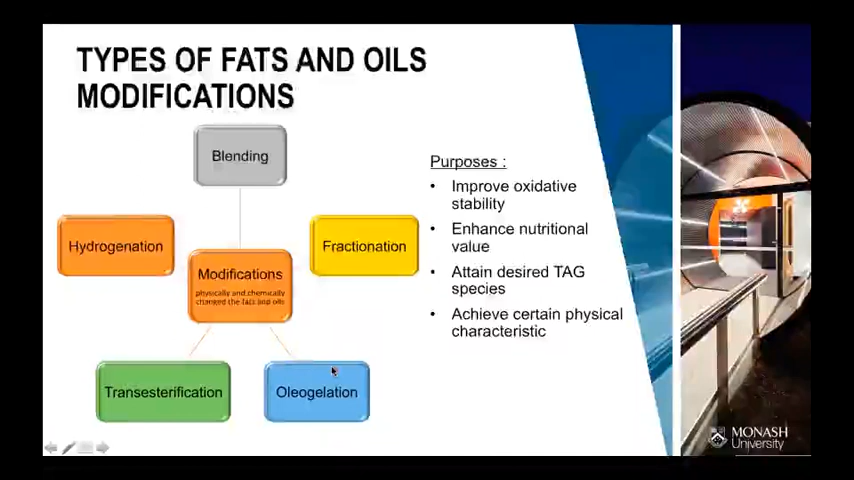 TYPES OF FATS AND OILS
MODIFICATIONS
Blending
Hydrogenation
Fractionation
Modifications
physically and chemically
changed the fats and oils
Transesterification
Oleogelation
Purposes :
• Improve oxidative
stability
• Enhance nutritional
value
• Attain desired TAG
species
• Achieve certain physical
characteristic
MONASH
University